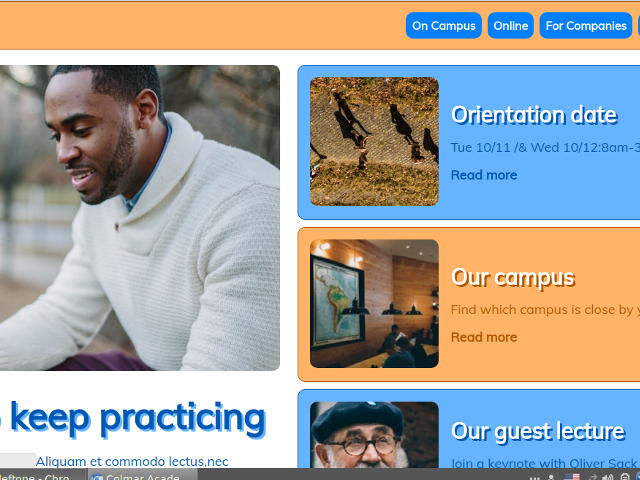 On Campus Online For Companies
Orientation date
Tue 10/11 /& Wed 10/12:8am-3
Read more
Our campus
Find which campus is close by
Read more
keep practicing
Aliquam et commodo lectus,nec
Our guest lecture
Join a keynote with Oliver Sack
eftone - Chro
Colmar Acade